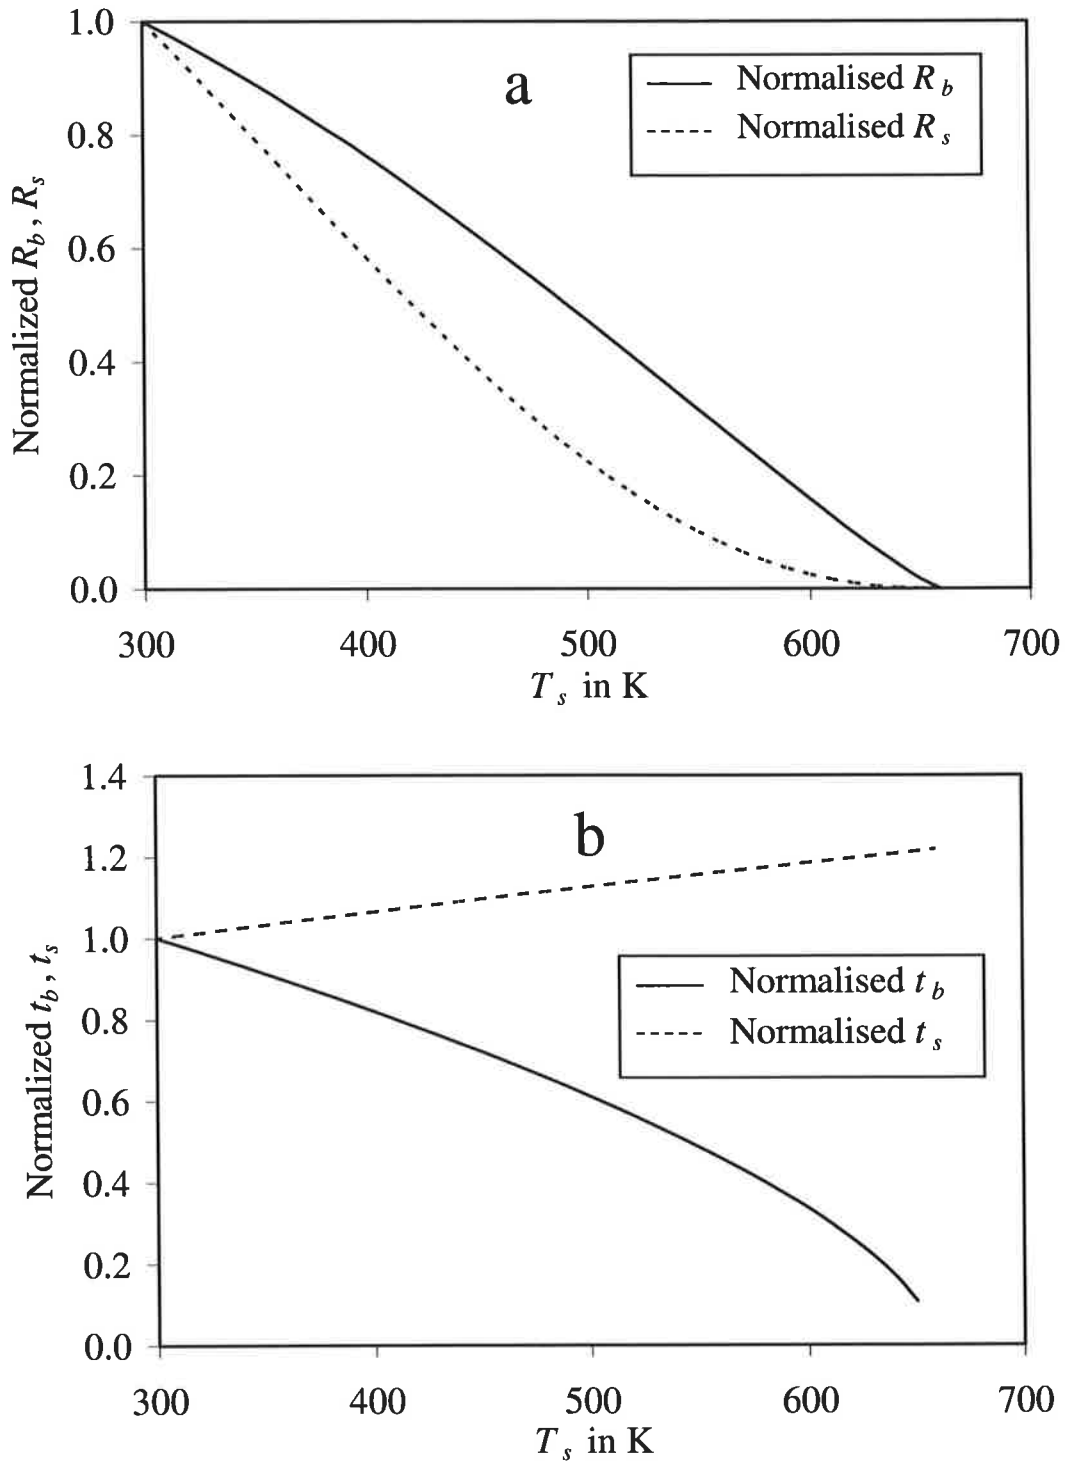 1.0
0.8
0.6
0.4
0.2
0.0
Normalized R_b, R_s
a
Normalised R_b
Normalised R_s
300 400 500 600 700
T_s in K
1.4
1.2
1.0
0.8
0.6
0.4
0.2
0.0
Normalized t_b, t_s
b
Normalised t_b
Normalised t_s
300 400 500 600 700
T_s in K